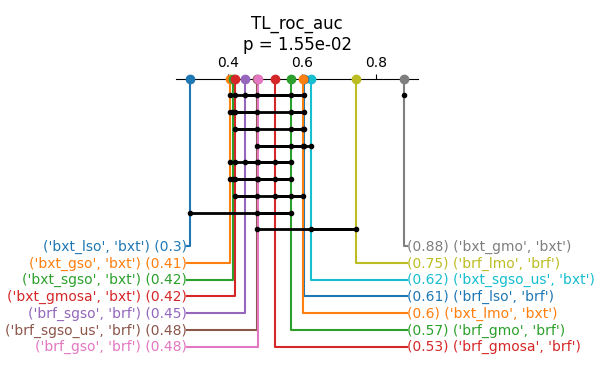 TL_roc_auc
p = 1.55e-02
0.4 0.6 0.8
('bxt_lso', 'bxt') (0.3) (0.88) ('bxt_gmo', 'bxt')
('bxt_gso', 'bxt') (0.41) (0.75) ('brf_lmo', 'brf')
('bxt_sgso', 'bxt') (0.42) (0.62) ('bxt_sgso_us', 'bxt')
('bxt_gmosa', 'bxt') (0.42) (0.61) ('brf_lso', 'brf')
('brf_sgso', 'brf') (0.45) (0.6) ('bxt_lmo', 'bxt')
('brf_sgso_us', 'brf') (0.48) (0.57) ('brf_gmo', 'brf')
('brf_gso', 'brf') (0.48) (0.53) ('brf_gmosa', 'brf')